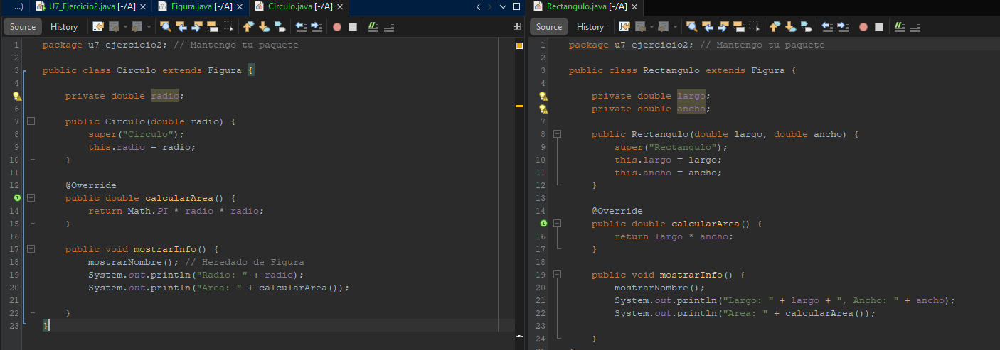 ...) U7_Ejercicio2.java [-/A] Figura.java [-/A] Circulo.java [-/A]
Source History
1 package u7_ejercicio2; // Mantengo tu paquete
2
3 public class Circulo extends Figura {
4
private double radio;
6
7 public Circulo(double radio) {
8 super("Circulo");
9 this.radio = radio;
10 }
11
12 @Override
public double calcularArea() {
14 return Math.PI * radio * radio;
15 }
16
17 public void mostrarInfo() {
18 mostrarNombre(); // Heredado de Figura
19 System.out.println("Radio: " + radio);
20 System.out.println("Area: " + calcularArea());
21
22 }
23 }
Rectangulo.java [-/A]
Source History
1 package u7_ejercicio2; // Mantengo tu paquete
2
3 public class Rectangulo extends Figura {
4
private double largo;
private double ancho;
7
8 public Rectangulo(double largo, double ancho) {
9 super("Rectangulo");
10 this.largo = largo;
11 this.ancho = ancho;
12 }
13
14 @Override
public double calcularArea() {
16 return largo * ancho;
17 }
18
19 public void mostrarInfo() {
20 mostrarNombre();
21 System.out.println("Largo: " + largo + ", Ancho: " + ancho);
22 System.out.println("Area: " + calcularArea());
23
24 }